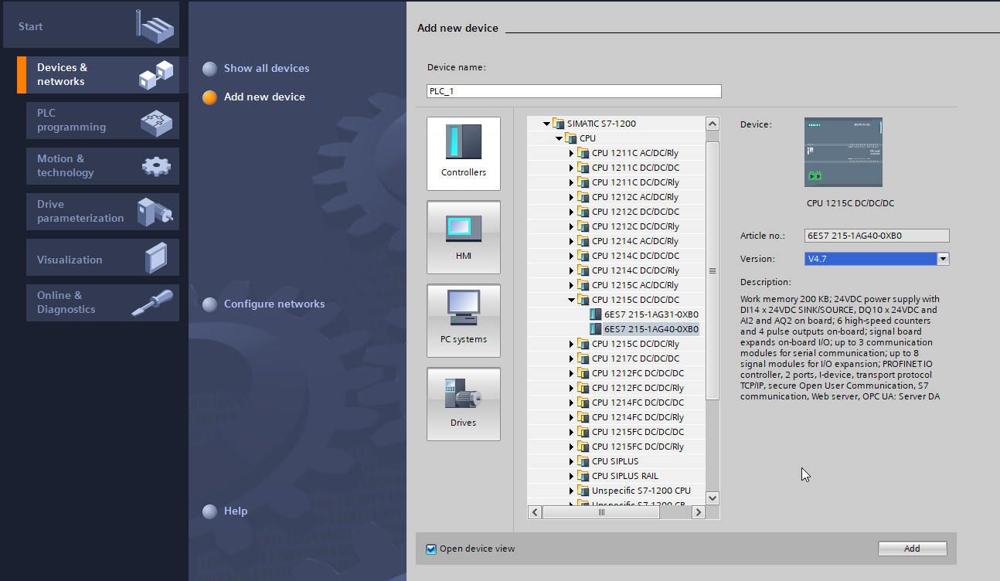 Start
Devices &
networks
PLC
programming
Motion &
technology
Drive
parameterization
Visualization
Online &
Diagnostics
Show all devices
Add new device
Configure networks
Help
Add new device
Device name:
PLC_1
Controllers
HMI
PC systems
Drives
SIMATIC S7-1200
CPU
CPU 1211C AC/DC/Rly
CPU 1211C DC/DC/DC
CPU 1211C DC/DC/Rly
CPU 1212C AC/DC/Rly
CPU 1212C DC/DC/DC
CPU 1212C DC/DC/Rly
CPU 1214C AC/DC/Rly
CPU 1214C DC/DC/DC
CPU 1214C DC/DC/Rly
CPU 1215C AC/DC/Rly
CPU 1215C DC/DC/DC
6ES7 215-1AG31-0XB0
6ES7 215-1AG40-0XB0
CPU 1215C DC/DC/Rly
CPU 1217C DC/DC/DC
CPU 1212FC DC/DC/DC
CPU 1212FC DC/DC/Rly
CPU 1214FC DC/DC/DC
CPU 1214FC DC/DC/Rly
CPU 1215FC DC/DC/DC
CPU 1215FC DC/DC/Rly
CPU SIPLUS
CPU SIPLUS RAIL
Unspecific S7-1200 CPU
Device:
CPU 1215C DC/DC/DC
Article no.:
6ES7 215-1AG40-0XB0
Version:
V4.7
Description:
Work memory 200 KB; 24VDC power supply with
DI14 x 24VDC SINK/SOURCE, DQ10 x 24VDC and
AI2 and AQ2 on board; 6 high-speed counters
and 4 pulse outputs on-board; signal board
expands on-board I/O; up to 3 communication
modules for serial communication; up to 8
signal modules for I/O expansion; PROFINET IO
controller, 2 ports, I-device, transport protocol
TCP/IP, secure Open User Communication, S7
communication, Web server, OPC UA: Server DA
Open device view
Add